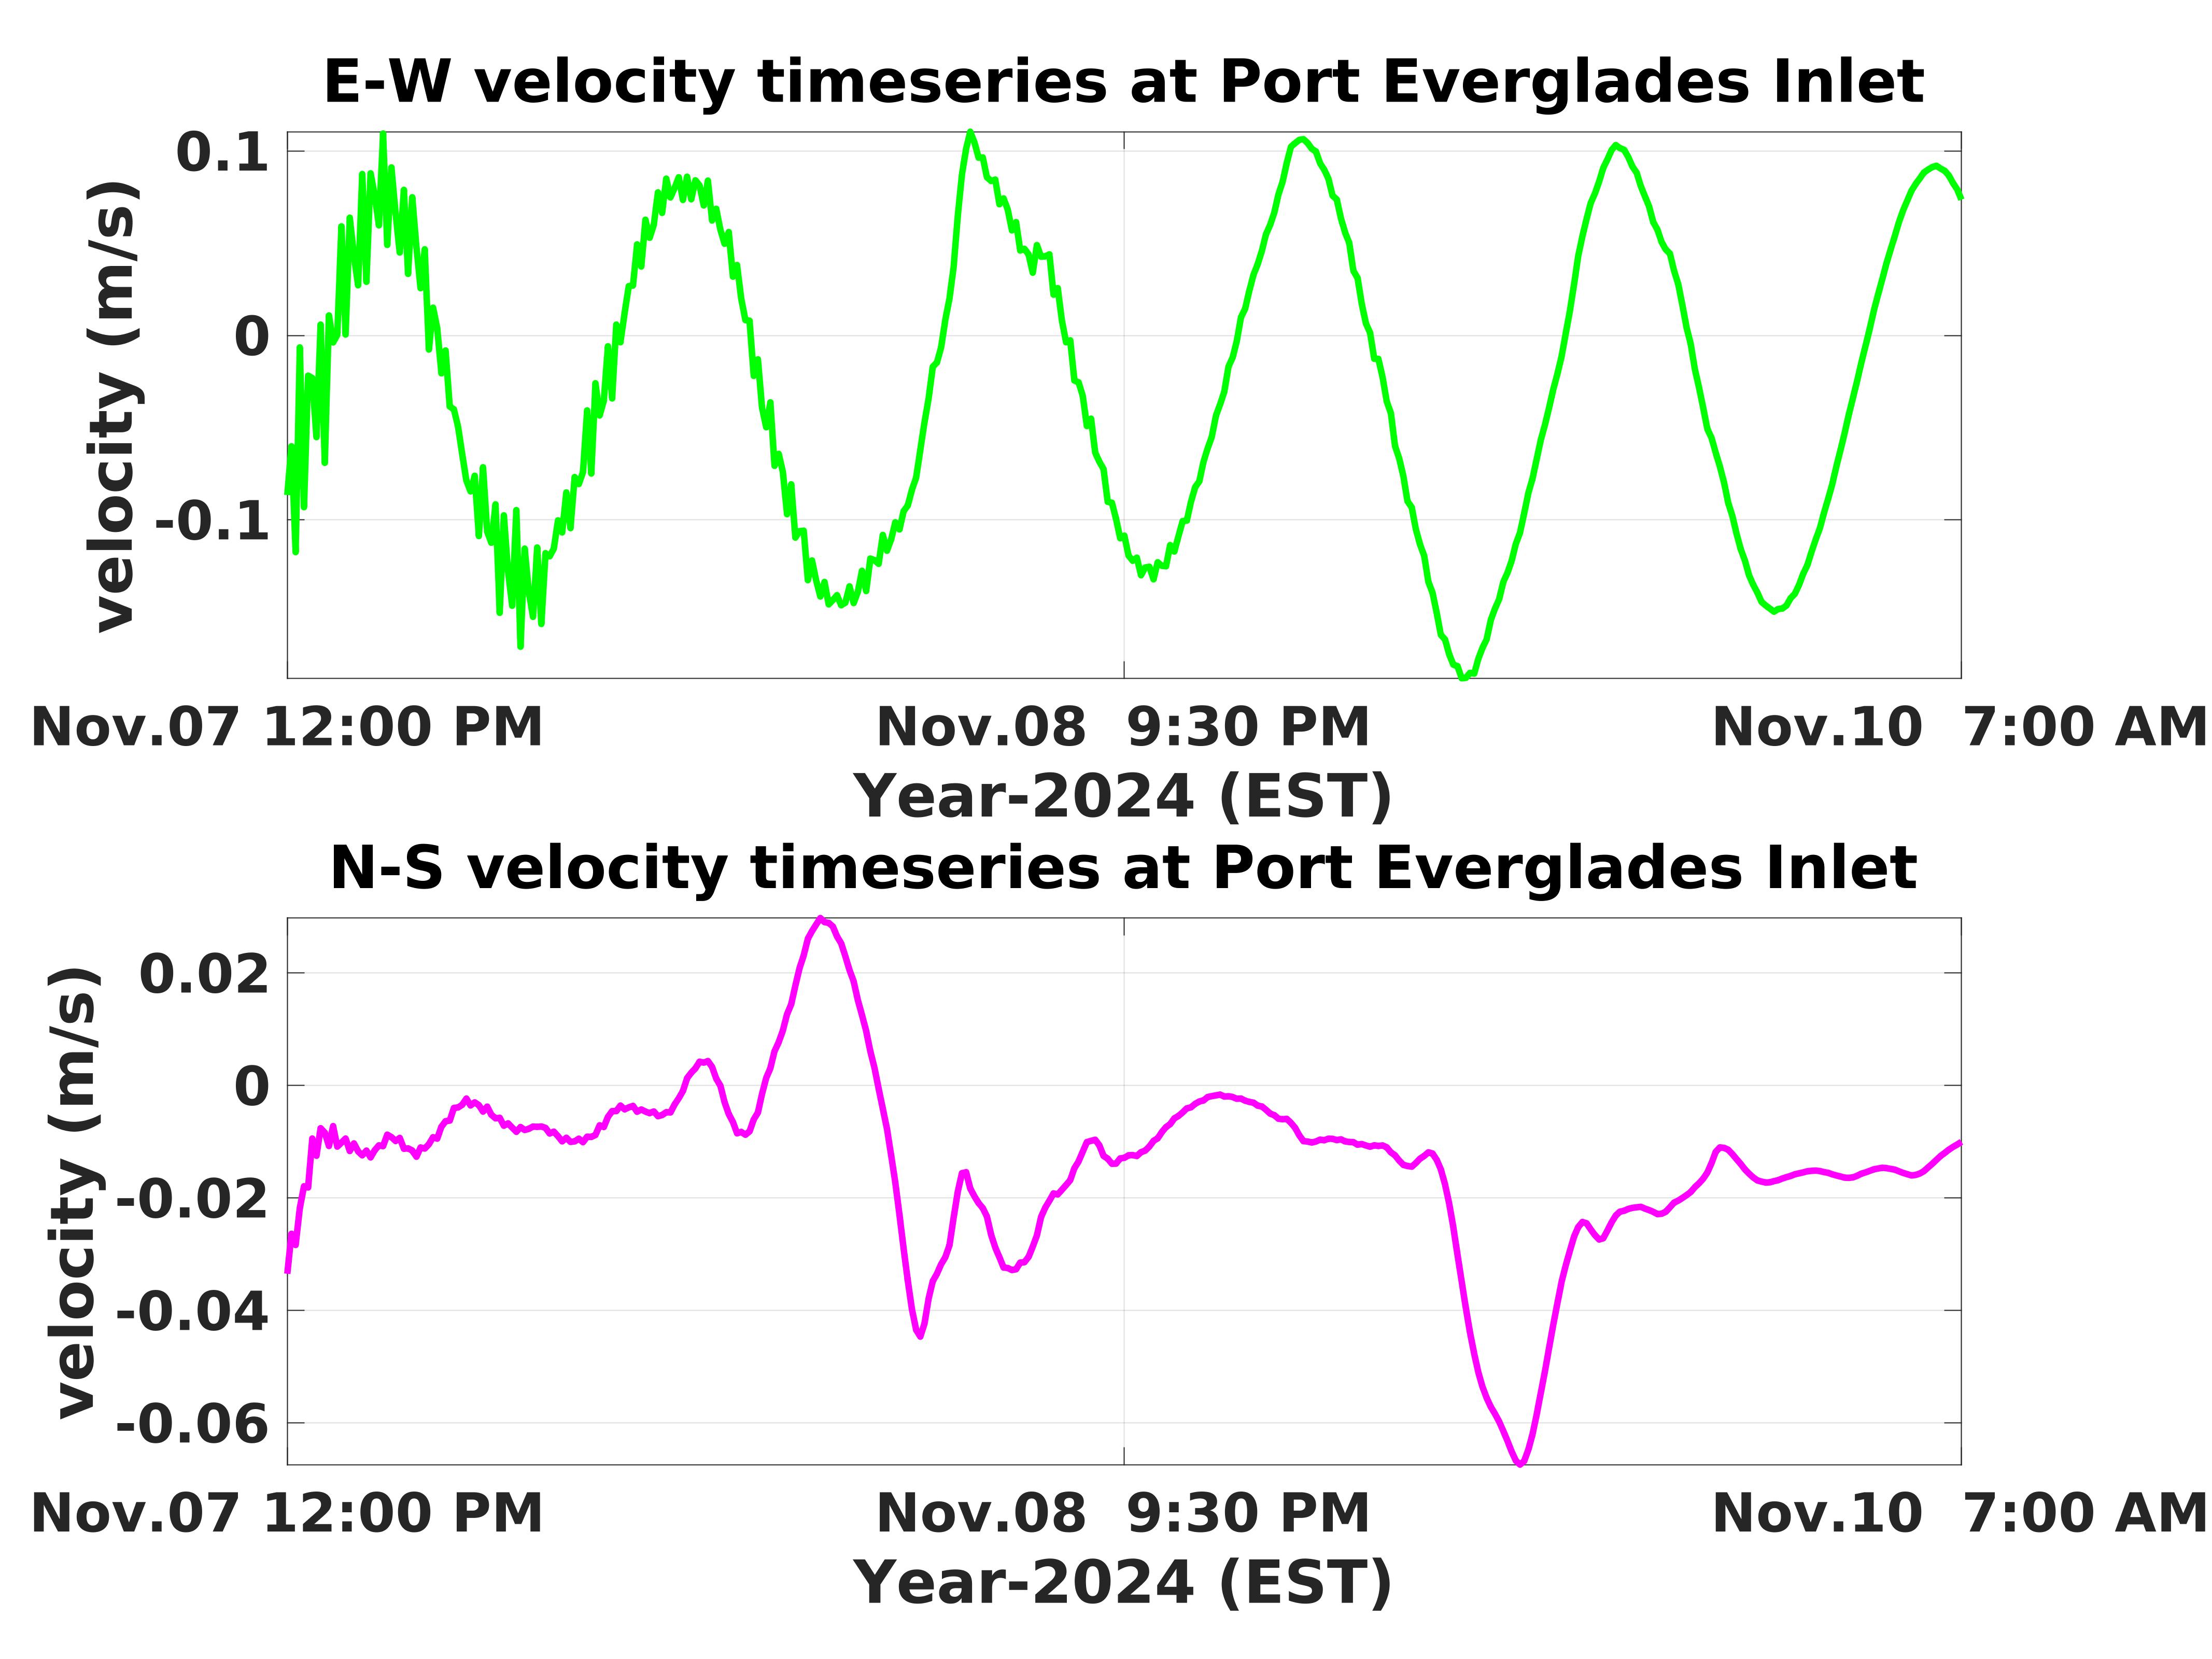 E-W velocity timeseries at Port Everglades Inlet
0.1
0
-0.1
velocity (m/s)
Nov.07 12:00 PM
Nov.08  9:30 PM
Nov.10  7:00 AM
Year-2024 (EST)
N-S velocity timeseries at Port Everglades Inlet
0.02
0
-0.02
-0.04
-0.06
velocity (m/s)
Nov.07 12:00 PM
Nov.08  9:30 PM
Nov.10  7:00 AM
Year-2024 (EST)